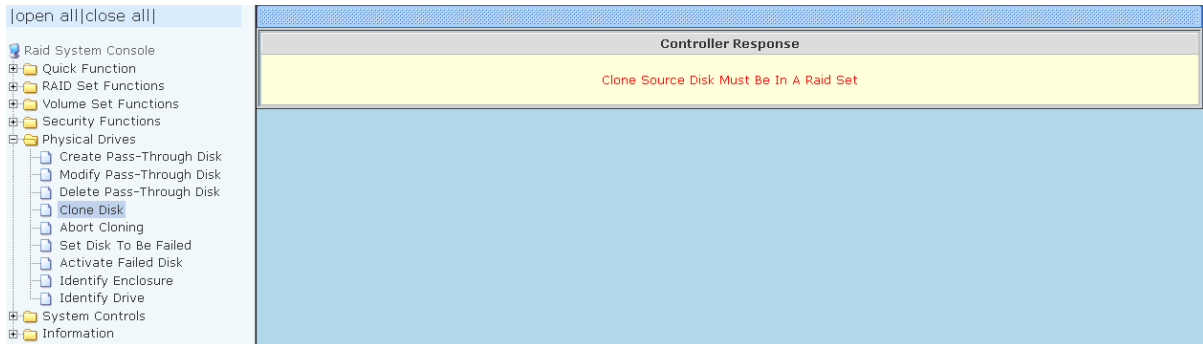 |open all|close all|
Raid System Console
Quick Function
RAID Set Functions
Volume Set Functions
Security Functions
Physical Drives
Create Pass-Through Disk
Modify Pass-Through Disk
Delete Pass-Through Disk
Clone Disk
Abort Cloning
Set Disk To Be Failed
Activate Failed Disk
Identify Enclosure
Identify Drive
System Controls
Information
Controller Response
Clone Source Disk Must Be In A Raid Set